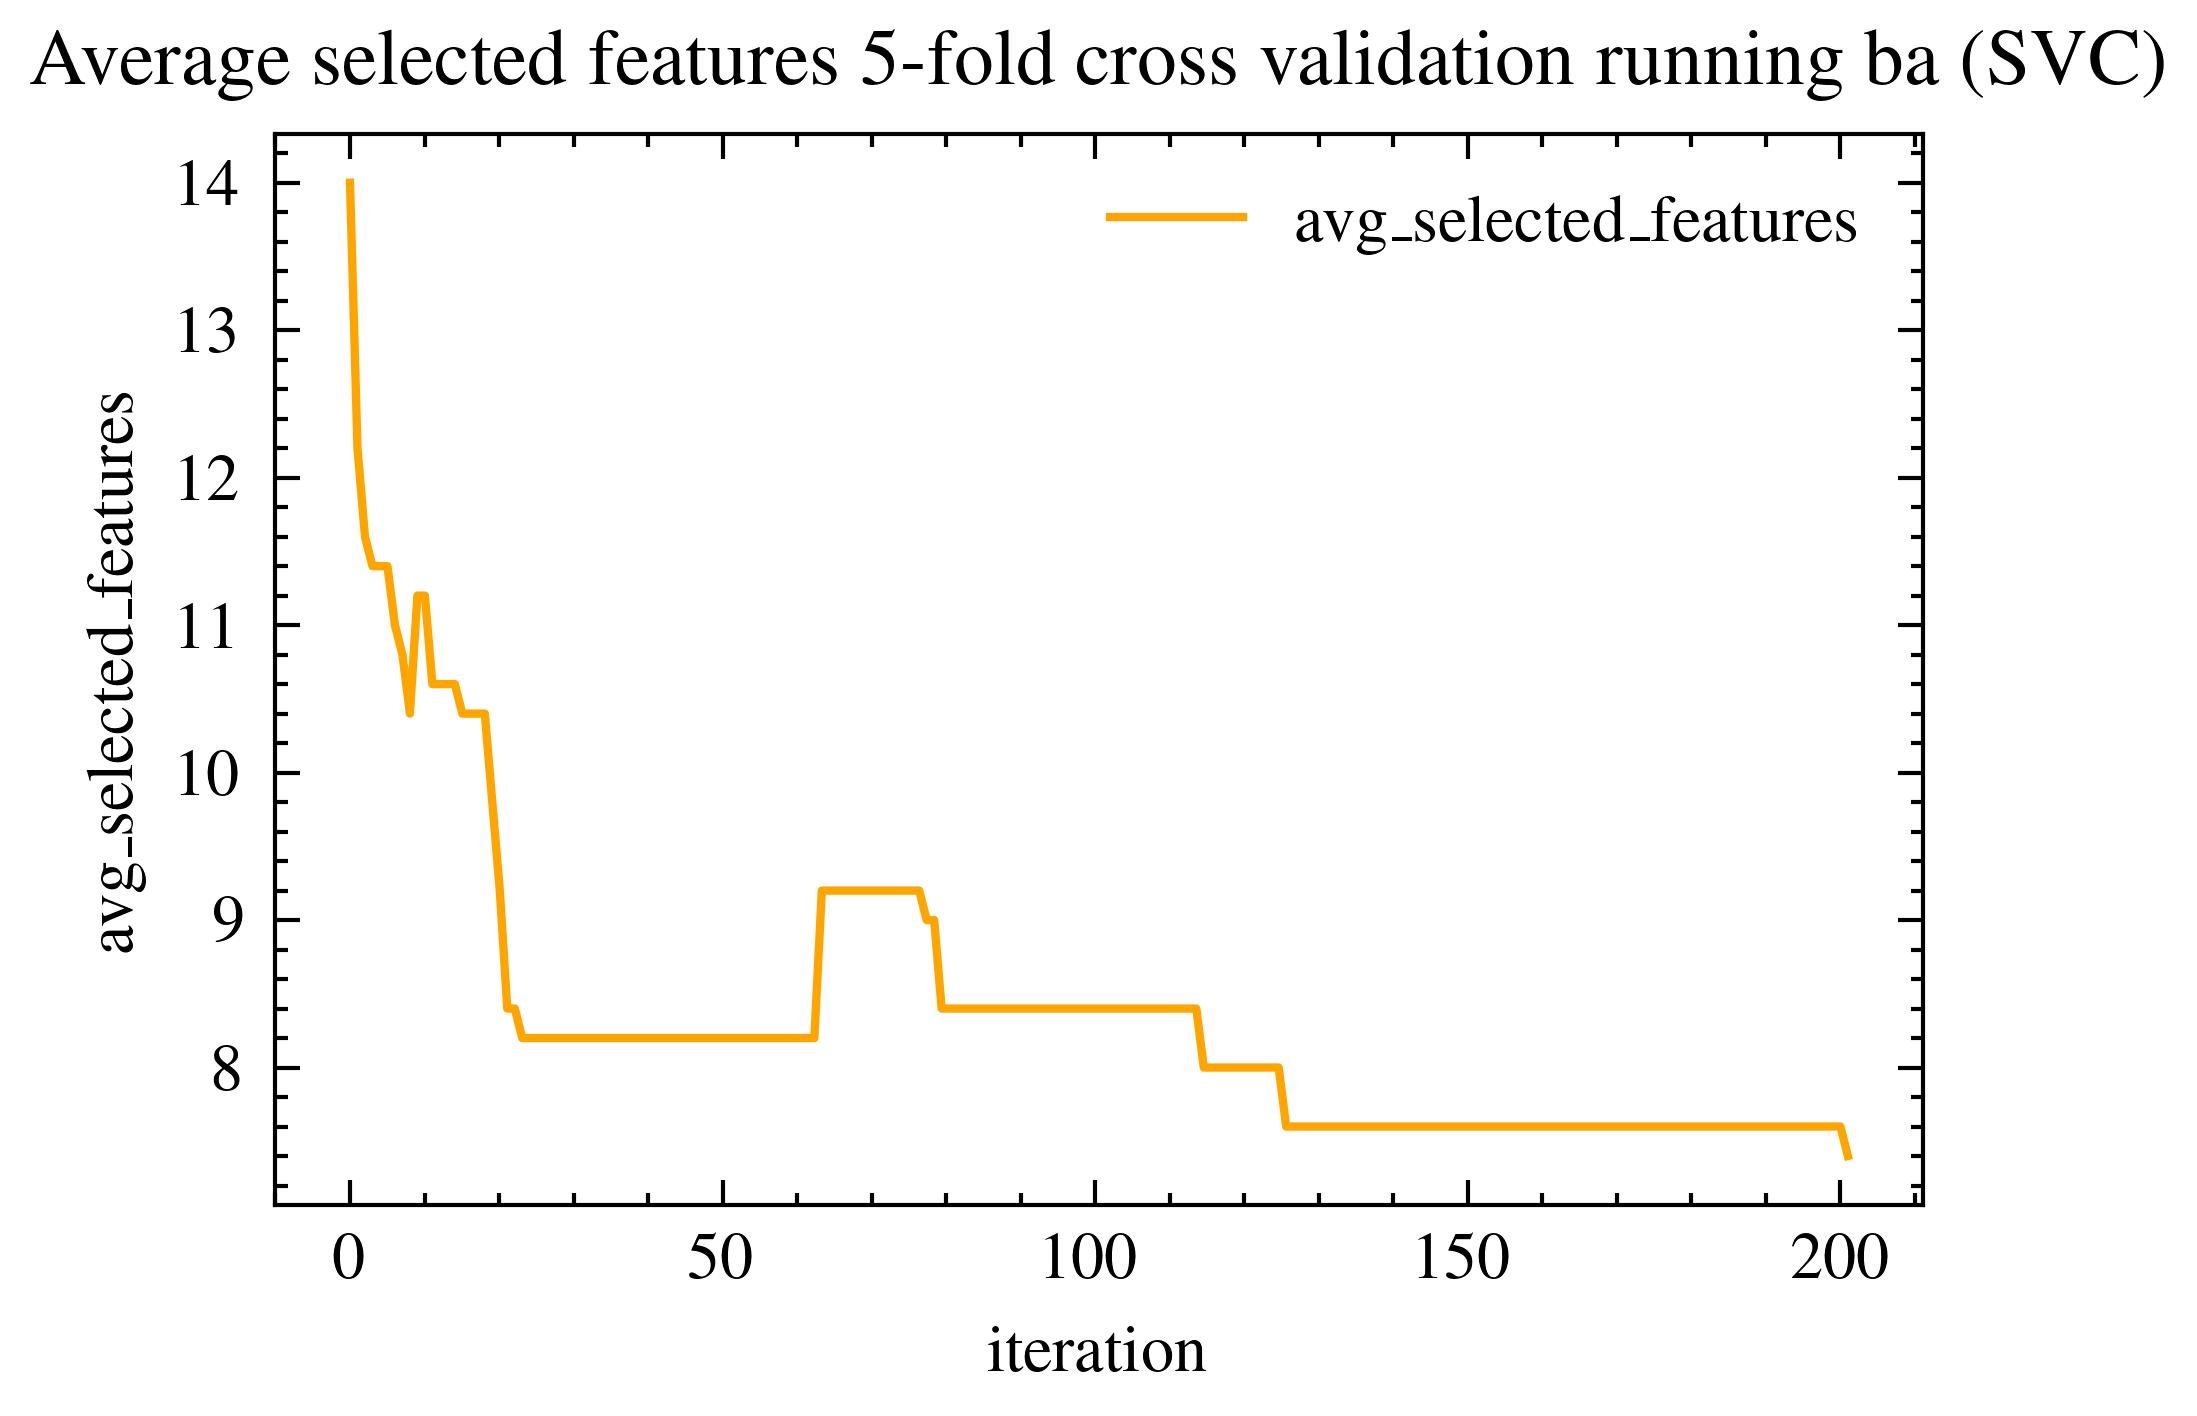 Average selected features 5-fold cross validation running ba (SVC)
avg_selected_features
avg_selected_features
14
13
12
11
10
9
8
0 50 100 150 200
iteration